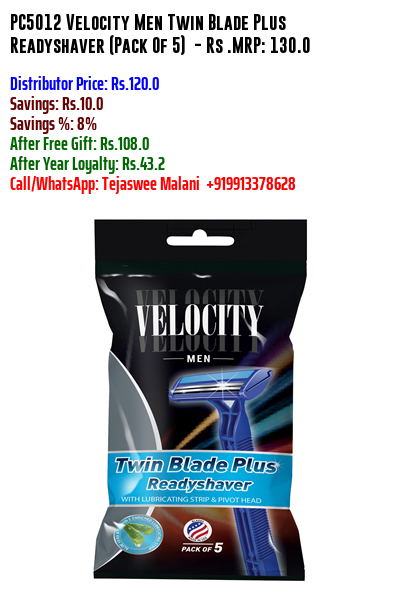 PC5012 Velocity Men Twin Blade Plus
Readyshaver (Pack Of 5) - Rs .MRP: 130.0
Distributor Price: Rs.120.0
Savings: Rs.10.0
Savings %: 8%
After Free Gift: Rs.108.0
After Year Loyalty: Rs.43.2
Call/WhatsApp: Tejaswee Malani +919913378628
VELOCITY
MEN
Twin Blade Plus
Readyshaver
WITH LUBRICATING STRIP & PIVOT HEAD
PACK OF 5